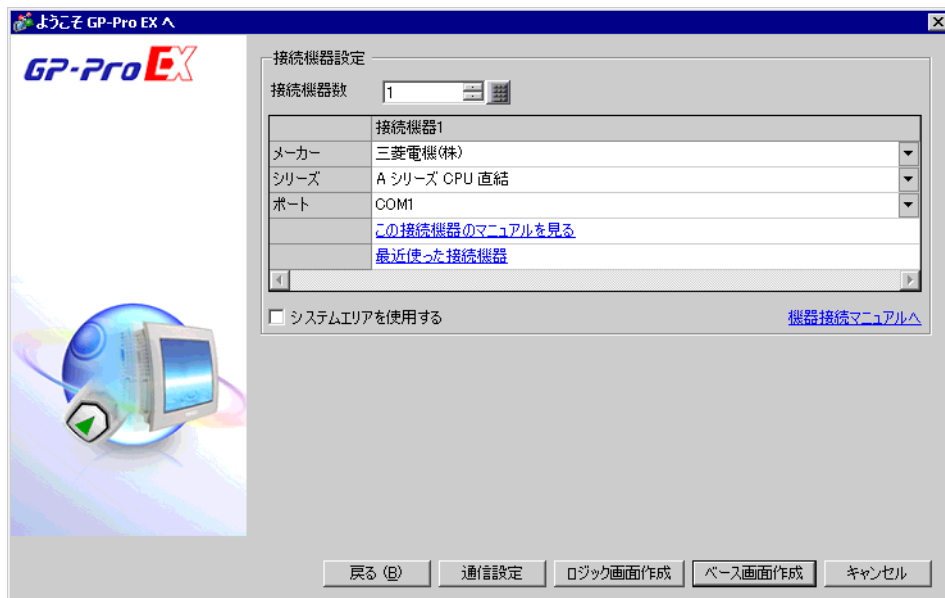 ようこそ GP-Pro EX へ
GP-Pro EX
接続機器設定
接続機器数 1
接続機器1
メーカー 三菱電機(株)
シリーズ A シリーズ CPU 直結
ポート COM1
この接続機器のマニュアルを見る
最近使った接続機器
システムエリアを使用する 機器接続マニュアルへ
戻る (B) 通信設定 ロジック画面作成 ベース画面作成 キャンセル